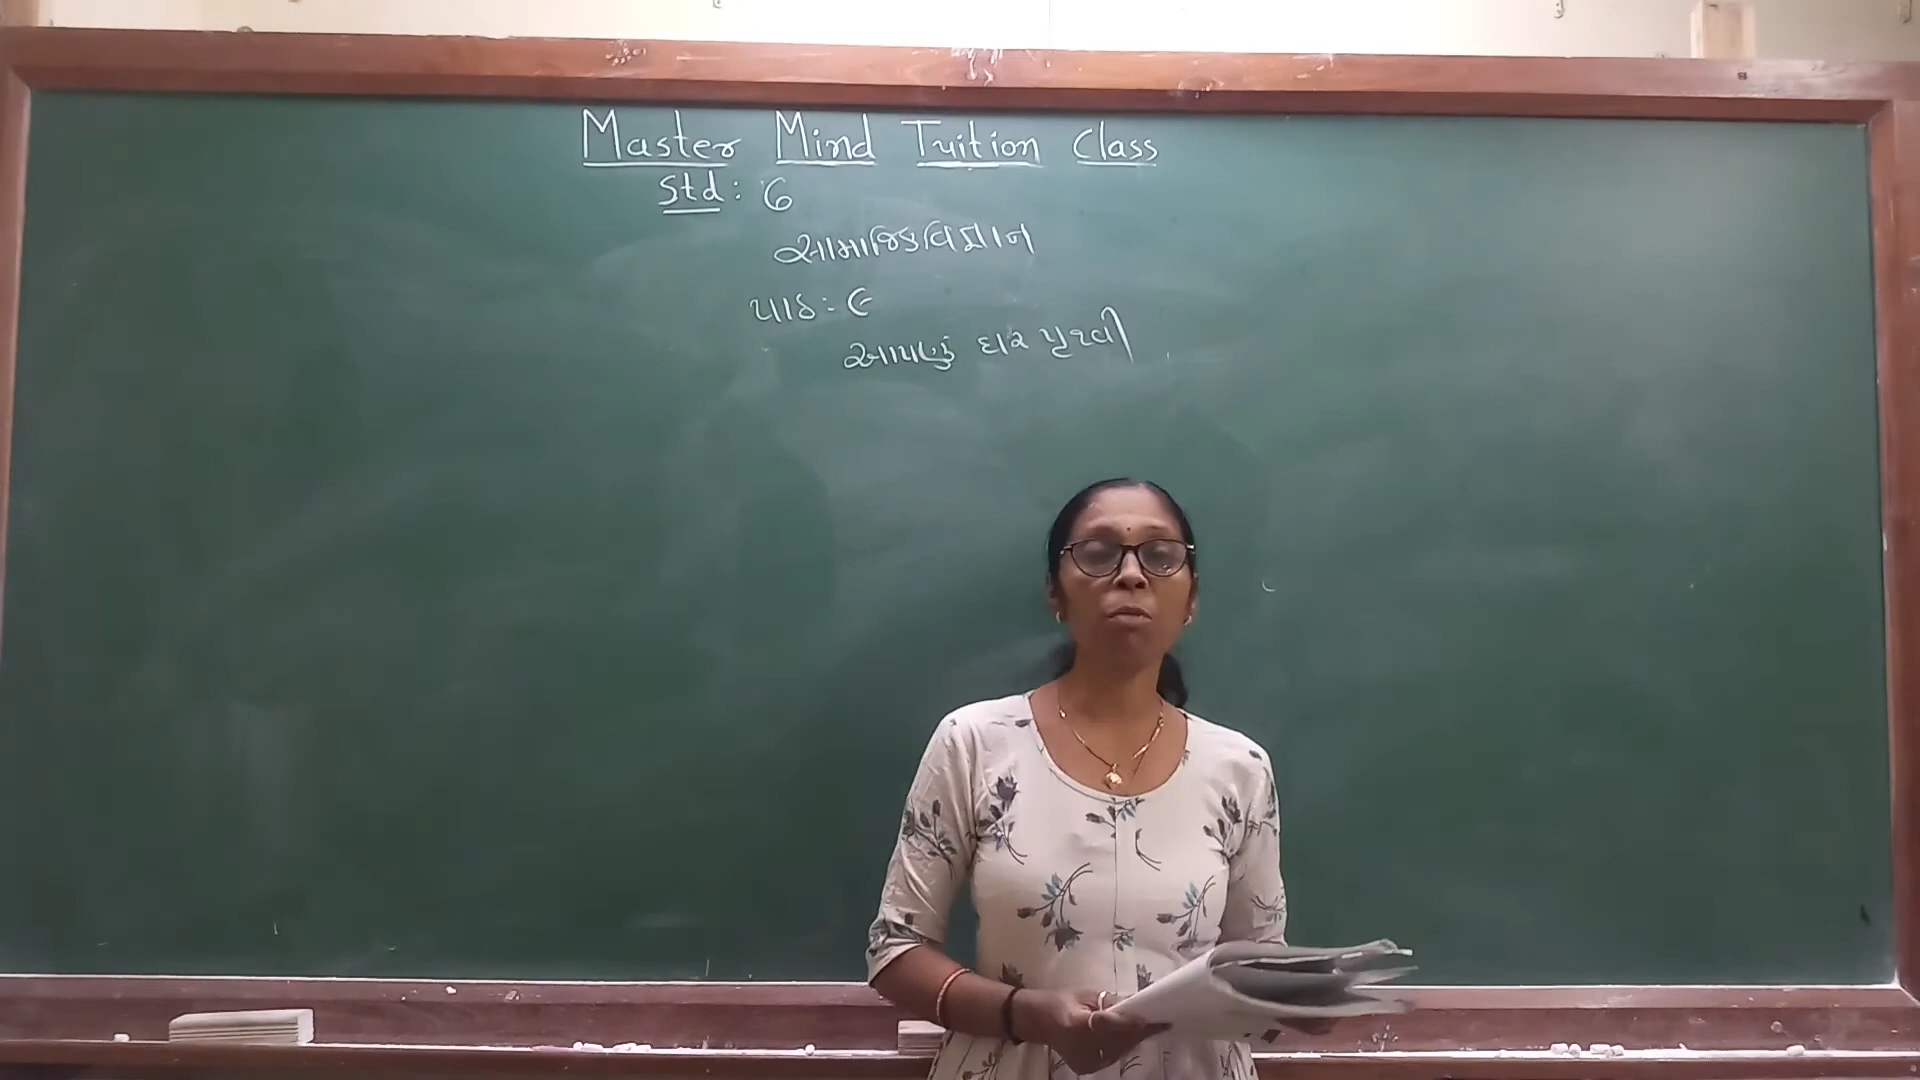 Master Mind Tuition Class
Std: 6
સામાજિકવિજ્ઞાન
પાઠ:- ૯
આપણું ઘર પૃથ્વી